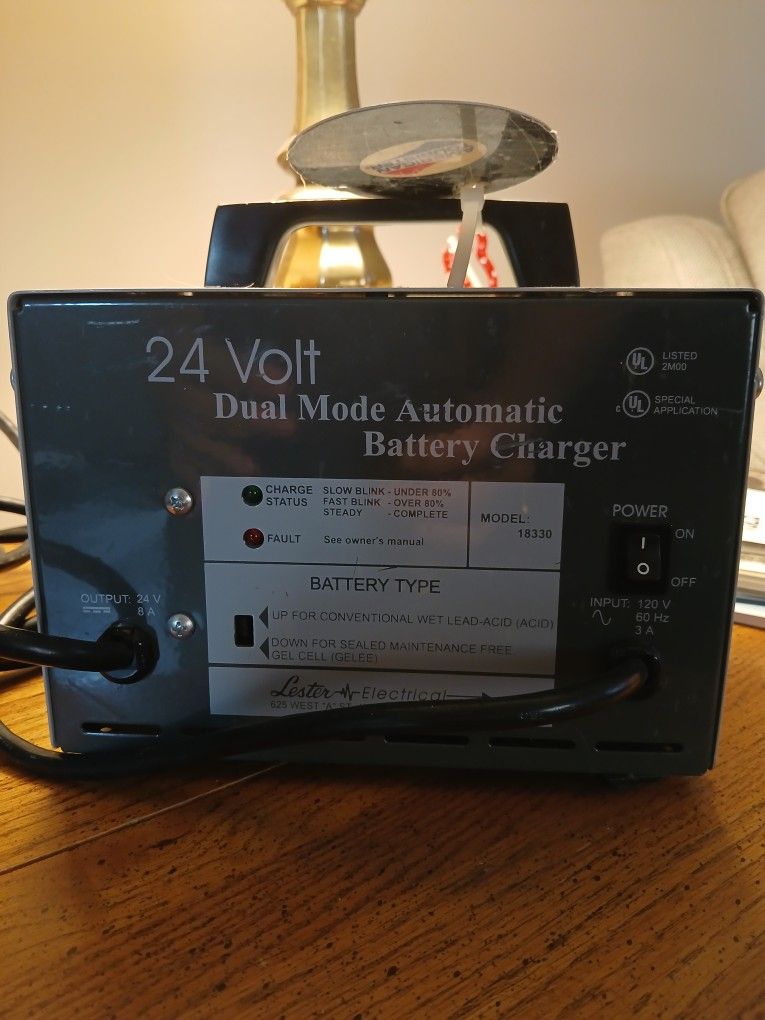 24 Volt
Dual Mode Automatic
Battery Charger
UL LISTED
2M00
c UL SPECIAL
APPLICATION
CHARGE STATUS
SLOW BLINK - UNDER 80%
FAST BLINK - OVER 80%
STEADY - COMPLETE
FAULT See owner's manual
MODEL:
18330
POWER
ON
I
O
OFF
BATTERY TYPE
UP FOR CONVENTIONAL WET LEAD-ACID (ACID)
DOWN FOR SEALED MAINTENANCE FREE
GEL CELL (GELEE)
OUTPUT: 24 V
8 A
INPUT: 120 V
60 Hz
3 A
Lester Electrical
625 WEST "A" ST